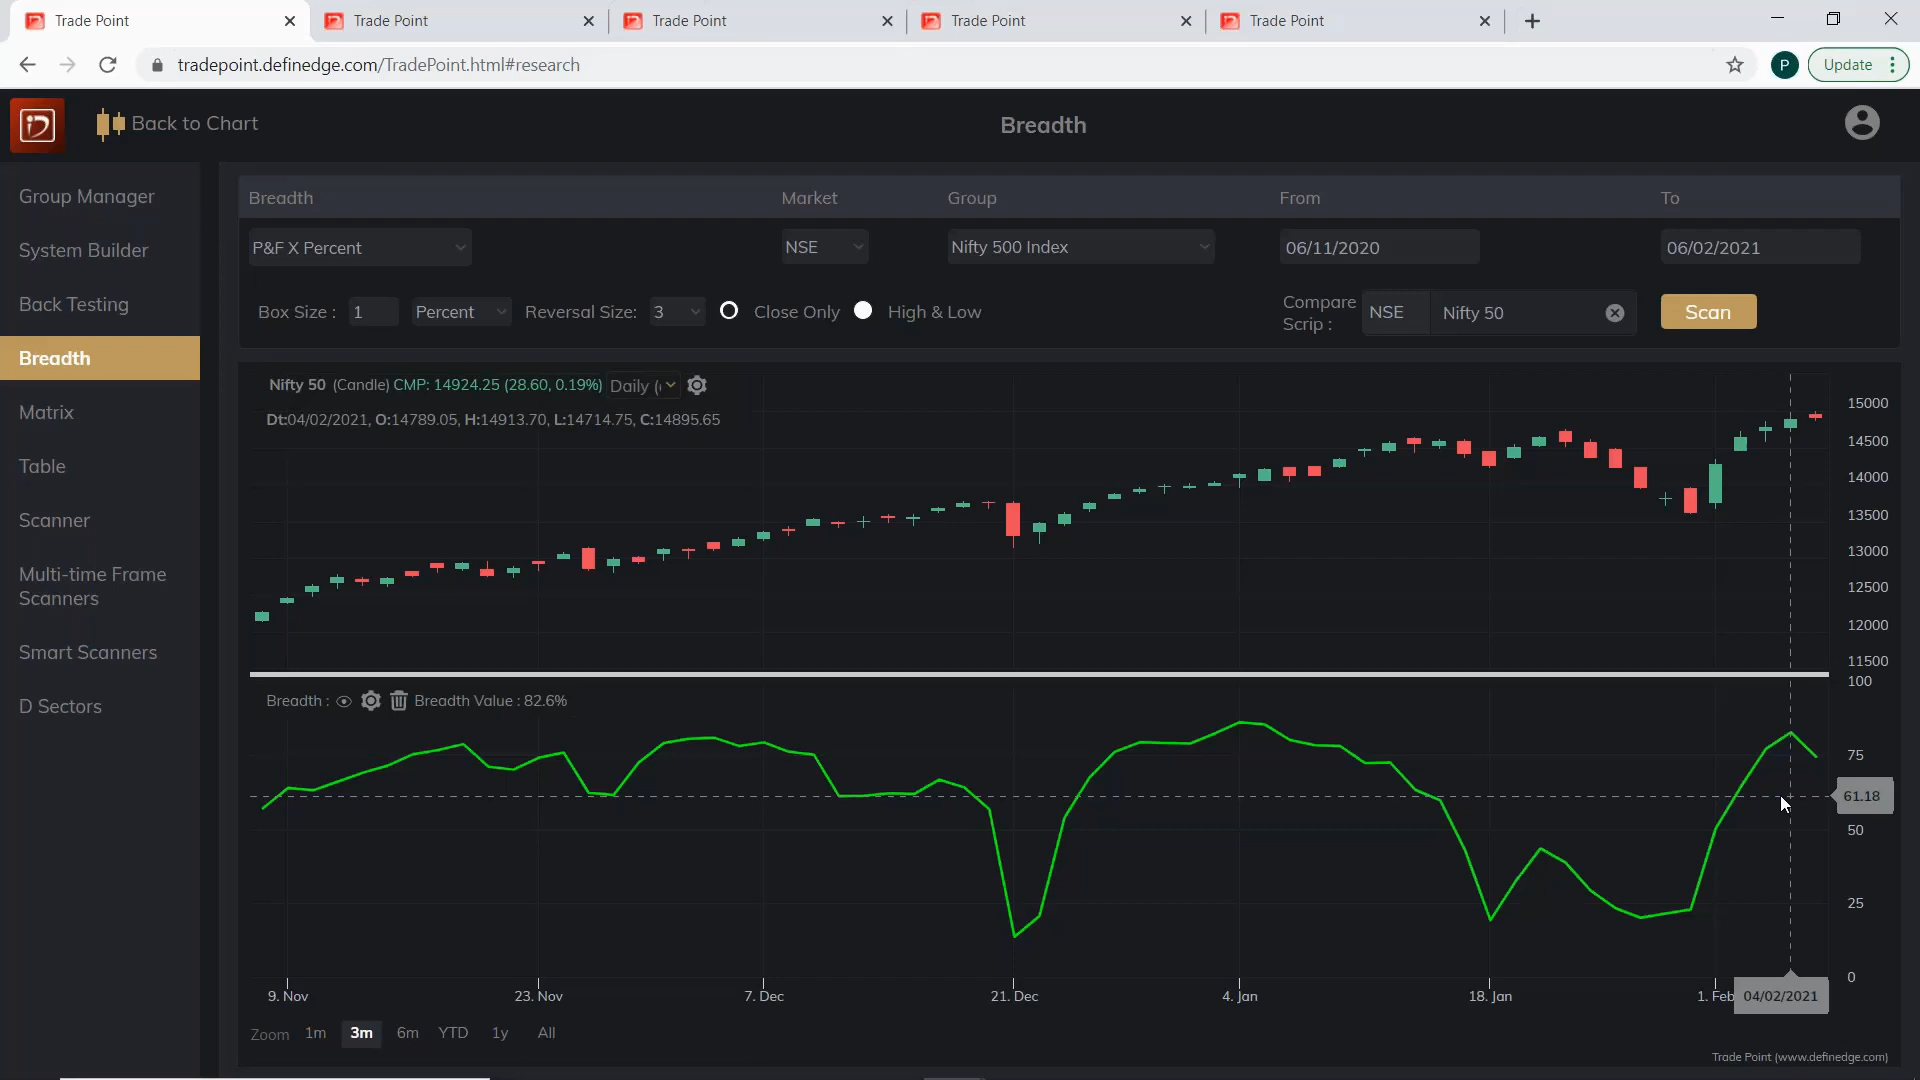 Trade Point
Trade Point
Trade Point
Trade Point
Trade Point
tradepoint.definedge.com/TradePoint.html#research
P
Update
Back to Chart
Breadth
Group Manager
System Builder
Back Testing
Breadth
Matrix
Table
Scanner
Multi-time Frame
Scanners
Smart Scanners
D Sectors
Breadth Market Group From To
P&F X Percent NSE Nifty 500 Index 06/11/2020 06/02/2021
Box Size : 1 Percent Reversal Size: 3 Close Only High & Low
Compare
Scrip :
NSE Nifty 50 Scan
Nifty 50 (Candle) CMP: 14924.25 (28.60, 0.19%) Daily (
Dt:04/02/2021, O:14789.05, H:14913.70, L:14714.75, C:14895.65
15000
14500
14000
13500
13000
12500
12000
11500
Breadth : Breadth Value : 82.6%
100
75
61.18
50
25
0
9. Nov 23. Nov 7. Dec 21. Dec 4. Jan 18. Jan 1. Feb 04/02/2021
Zoom 1m 3m 6m YTD 1y All
Trade Point (www.definedge.com)